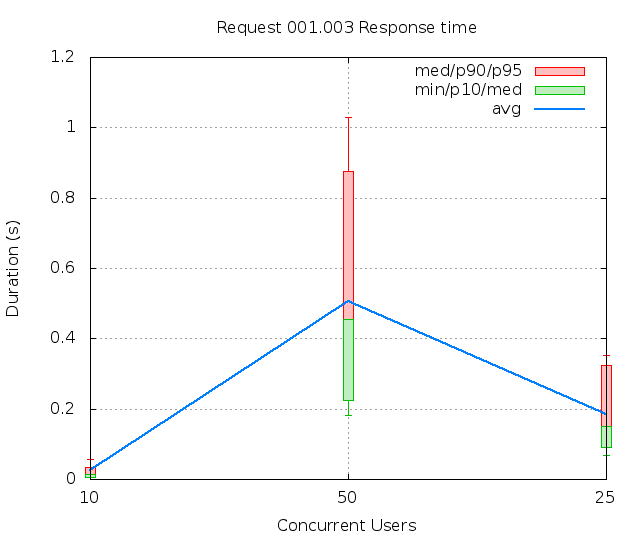 Request 001.003 Response time
med/p90/p95
min/p10/med
avg
1.2
1
0.8
0.6
0.4
0.2
0
Duration (s)
10 50 25
Concurrent Users